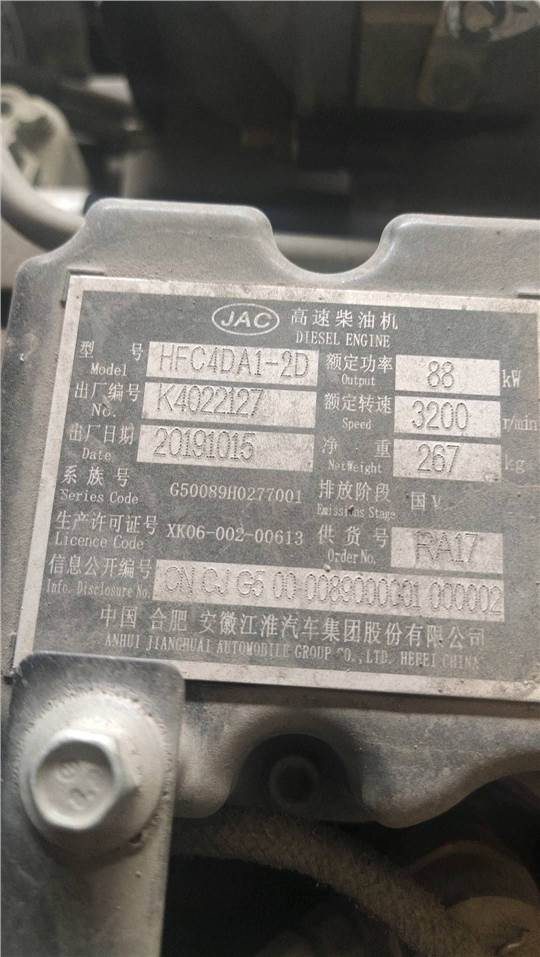 JAC 高速柴油机
DIESEL ENGINE
型号 HFC4DA1-2D 额定功率 88 kW
Model Output
出厂编号 K4022127 额定转速 3200 r/min
No. Speed
出厂日期 20191015 净重 267 kg
Date Net Weight
系族号 G50089H0277001 排放阶段 国V
Series Code Emissions Stage
生产许可证号 XK06-002-00613 供货号 RA17
Licence Code Order No.
信息公开编号 CN CJ G5 00 0089000001 000002
Info. Disclosure No.
中国 合肥 安徽江淮汽车集团股份有限公司
ANHUI JIANGHUAI AUTOMOBILE GROUP CO., LTD. HEFEI CHINA